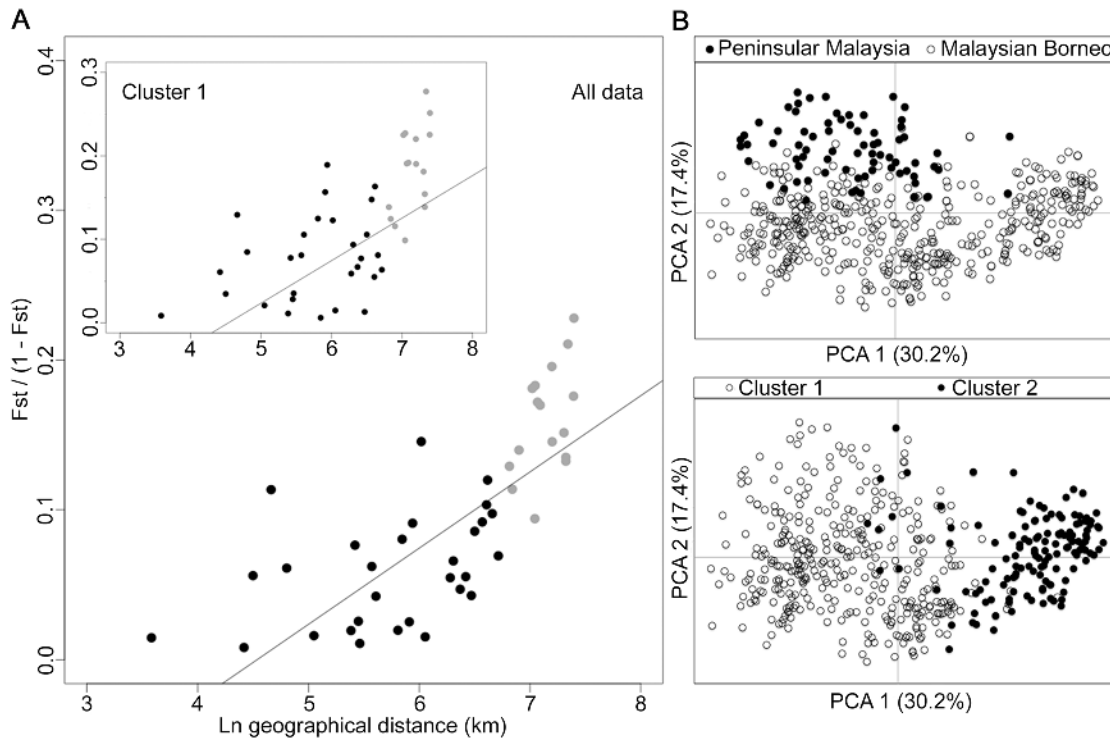 A
All data
Cluster 1
0.3
0.2
0.1
0.0
3 4 5 6 7 8
0.4
0.3
0.2
0.1
0.0
Fst / (1 - Fst)
3 4 5 6 7 8
Ln geographical distance (km)
B
Peninsular Malaysia Malaysian Borneo
PCA 2 (17.4%)
PCA 1 (30.2%)
Cluster 1 Cluster 2
PCA 2 (17.4%)
PCA 1 (30.2%)